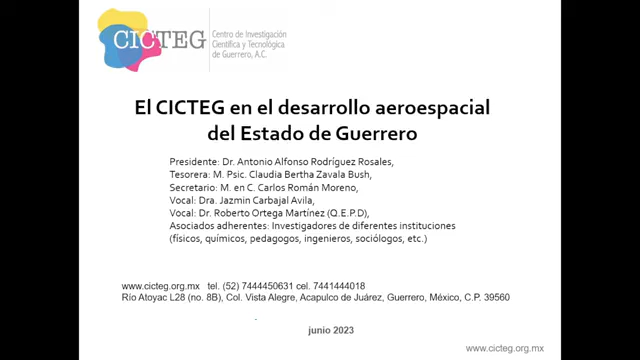 CICTEG
Centro de Investigación
Científica y Tecnológica
de Guerrero, A.C.
El CICTEG en el desarrollo aeroespacial
del Estado de Guerrero
Presidente: Dr. Antonio Alfonso Rodríguez Rosales,
Tesorera: M. Psic. Claudia Bertha Zavala Bush,
Secretario: M. en C. Carlos Román Moreno,
Vocal: Dra. Jazmin Carbajal Avila,
Vocal: Dr. Roberto Ortega Martínez (Q.E.P.D),
Asociados adherentes: Investigadores de diferentes instituciones
(físicos, químicos, pedagogos, ingenieros, sociólogos, etc.)
www.cicteg.org.mx tel. (52) 7444450631 cel. 7441444018
Río Atoyac L28 (no. 8B), Col. Vista Alegre, Acapulco de Juárez, Guerrero, México, C.P. 39560
junio 2023
www.cicteg.org.mx